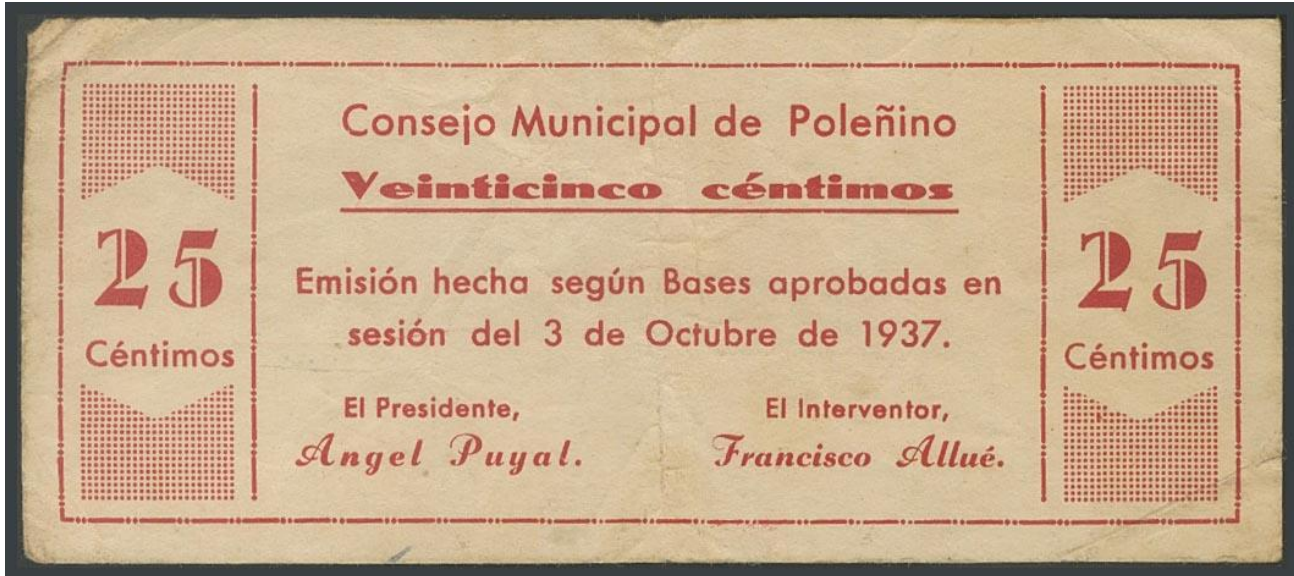 Consejo Municipal de Poleñino
Veinticinco céntimos
25
Céntimos
Emisión hecha según Bases aprobadas en
sesión del 3 de Octubre de 1937.
El Presidente,
Angel Puyal.
El Interventor,
Francisco Allué.
25
Céntimos